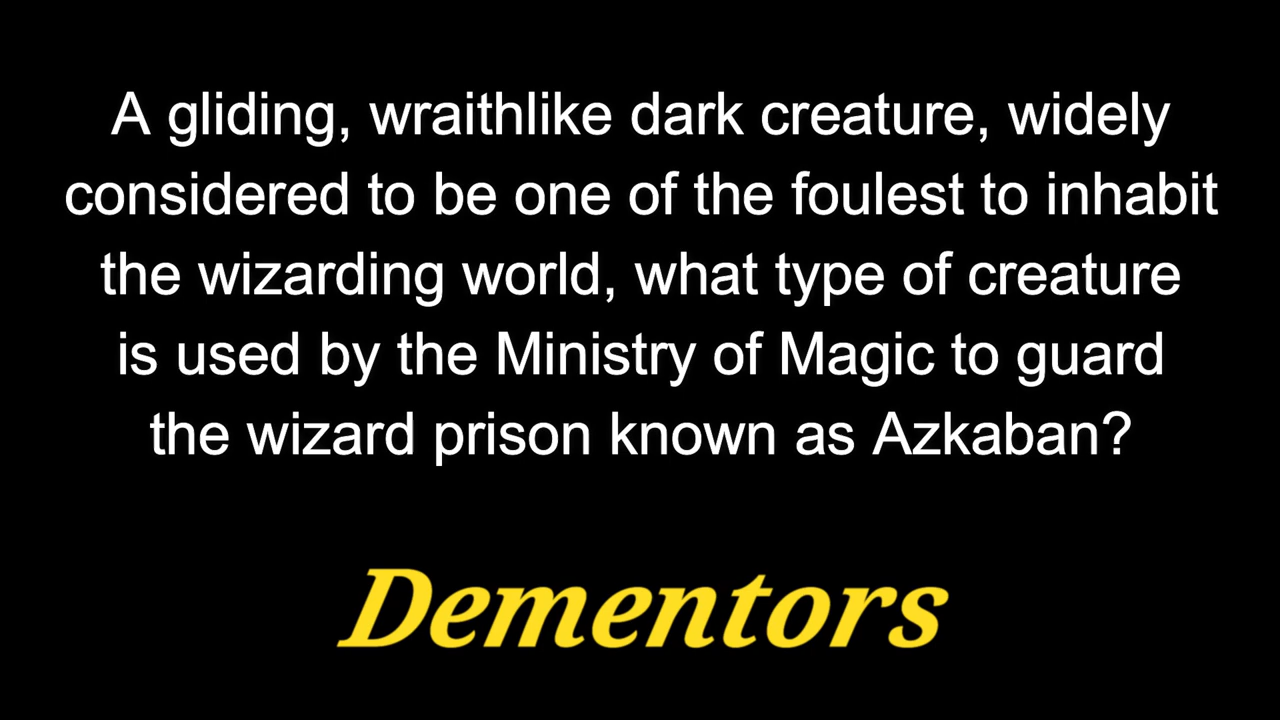 A gliding, wraithlike dark creature, widely
considered to be one of the foulest to inhabit
the wizarding world, what type of creature
is used by the Ministry of Magic to guard
the wizard prison known as Azkaban?
Dementors